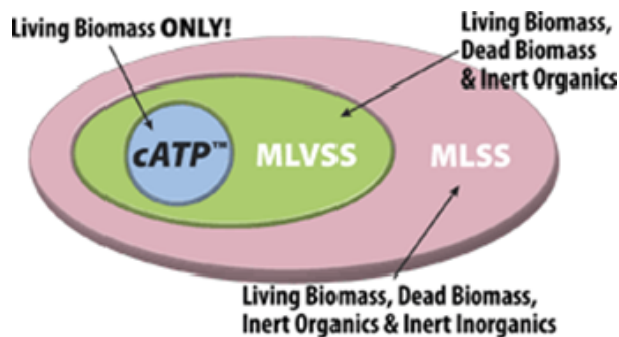 Living Biomass ONLY!
Living Biomass,
Dead Biomass
& Inert Organics
cATP™
MLVSS
MLSS
Living Biomass, Dead Biomass,
Inert Organics & Inert Inorganics